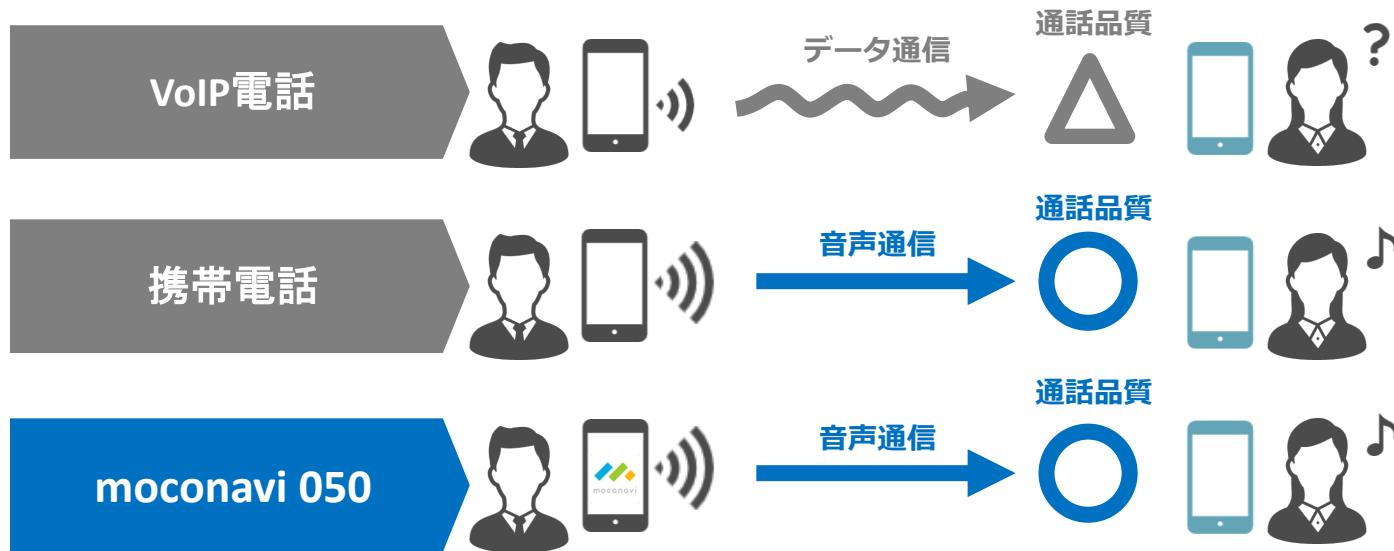 VoIP電話
データ通信
通話品質
?
携帯電話
音声通信
通話品質
moconavi 050
moconavi
音声通信
通話品質